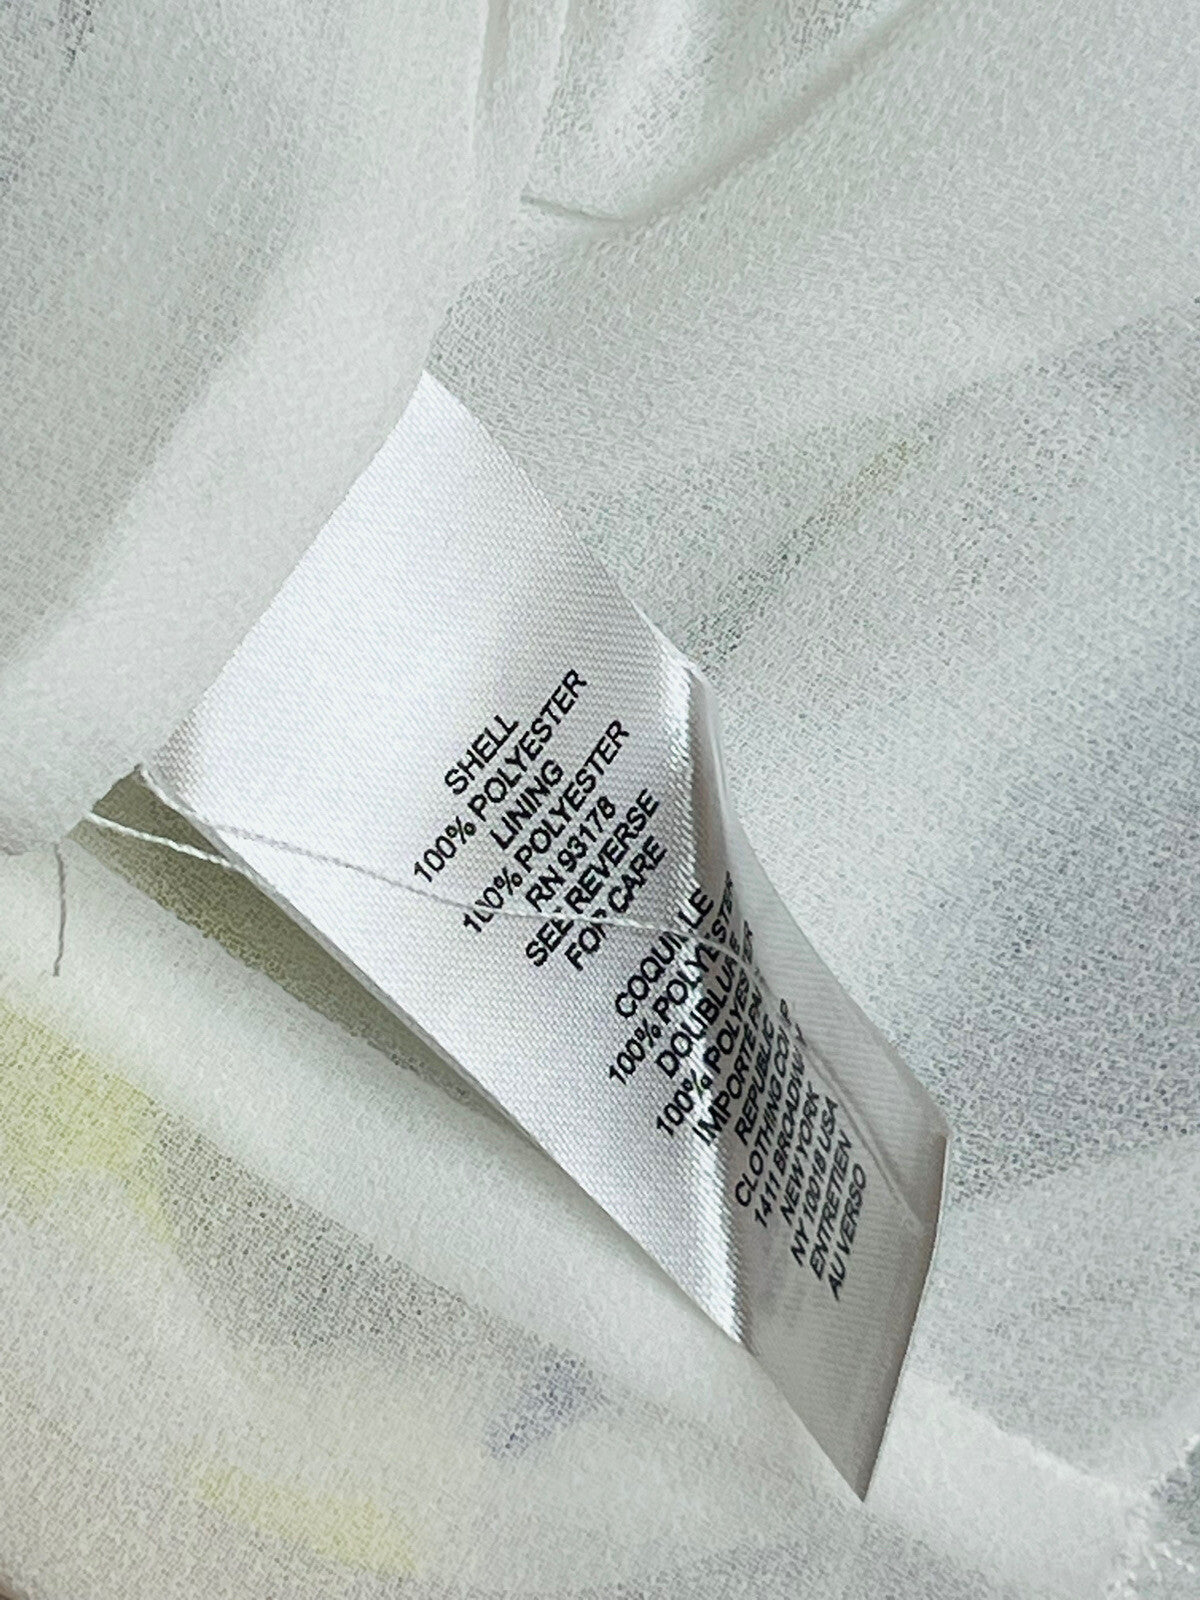 SHELL
100% POLYESTER
LINING
100% POLYESTER
RN 93178
SEE REVERSE
FOR CARE
COQUILLE
100% POLYESTER
DOUBLURE
100% POLYESTER
IMPORTÉ PAR
REPUBLIC
CLOTHING CORP
1411 BROADWAY
NEW YORK
NY 10018 USA
ENTRETIEN
AU VERSO